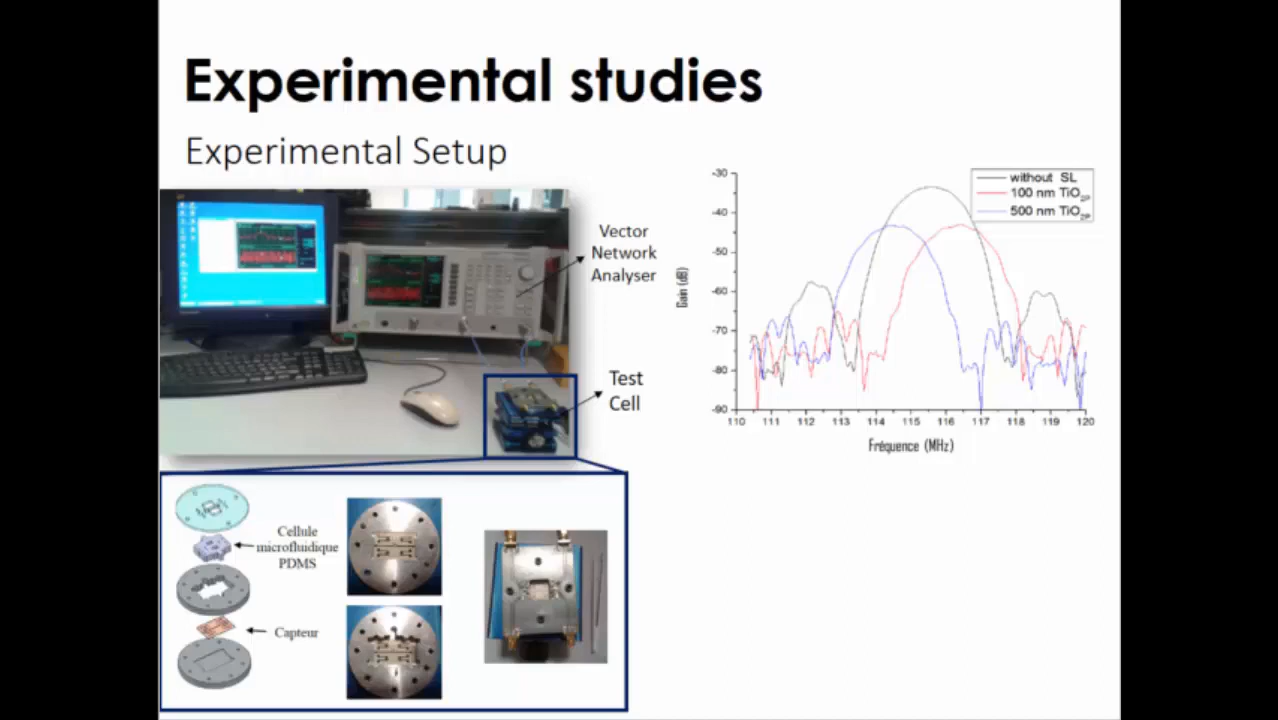 Experimental studies
Experimental Setup
Vector
Network
Analyser
Test
Cell
Cellule
microfluidique
PDMS
Capteur
without SL
100 nm TiO2P
500 nm TiO2P
-30
-40
-50
-60
-70
-80
-90
Gain (dB)
110 111 112 113 114 115 116 117 118 119 120
Fréquence (MHz)